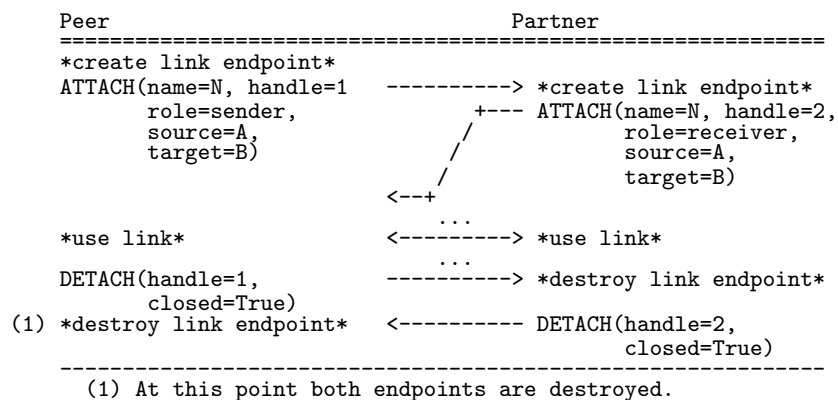 Peer                                Partner
=============================================================
*create link endpoint*
ATTACH(name=N, handle=1   ----------> *create link endpoint*
       role=sender,              +--- ATTACH(name=N, handle=2,
       source=A,                /            role=receiver,
       target=B)               /             source=A,
                              /              target=B)
                          <--+
                              ...
*use link*                <----------> *use link*
                              ...
DETACH(handle=1,          ----------> *destroy link endpoint*
       closed=True)
(1) *destroy link endpoint*   <---------- DETACH(handle=2,
                                             closed=True)
-------------------------------------------------------------
(1) At this point both endpoints are destroyed.